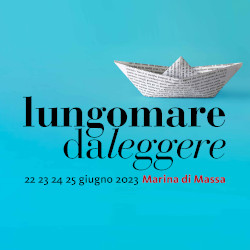 lungomare
daleggere
22 23 24 25 giugno 2023 Marina di Massa